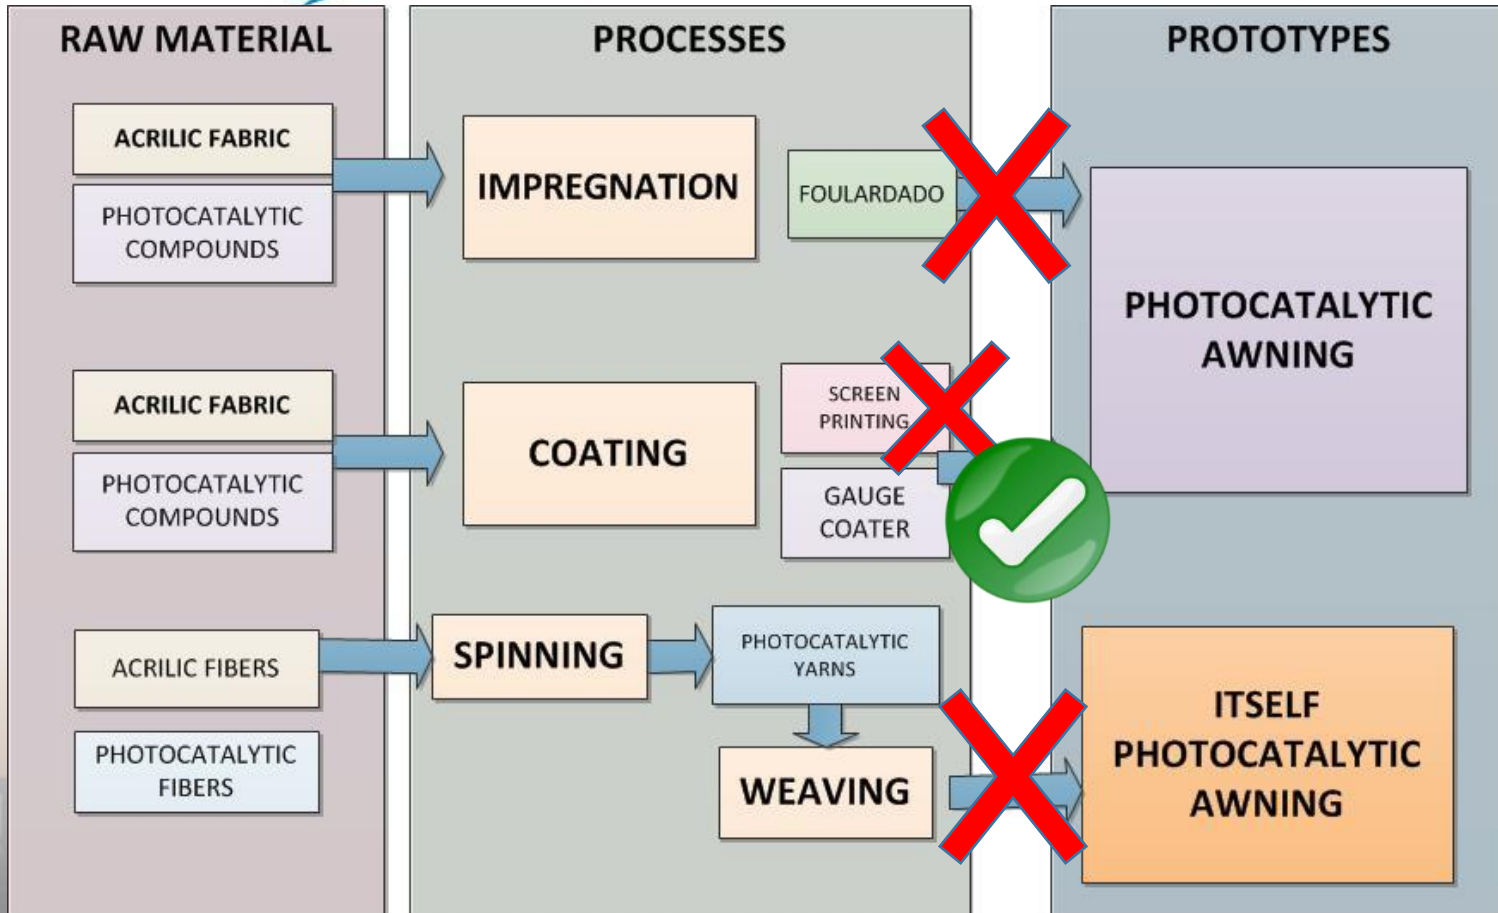 RAW MATERIAL
PROCESSES
PROTOTYPES
ACRILIC FABRIC
PHOTOCATALYTIC
COMPOUNDS
IMPREGNATION
FOULARDADO
PHOTOCATALYTIC
AWNING
ACRILIC FABRIC
PHOTOCATALYTIC
COMPOUNDS
COATING
SCREEN
PRINTING
GAUGE
COATER
ACRILIC FIBERS
PHOTOCATALYTIC
FIBERS
SPINNING
PHOTOCATALYTIC
YARNS
WEAVING
ITSELF
PHOTOCATALYTIC
AWNING